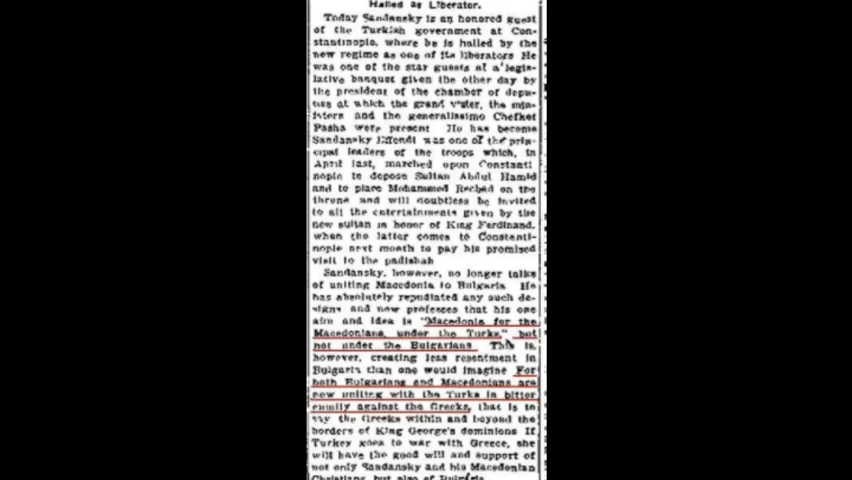 Hailed as Liberator.
Today Sandansky is an honored guest
of the Turkish government at Con-
stantinople, where he is hailed by the
new regime as one of its liberators He
was one of the star guests at a legis-
lative banquet given the other day by
the president of the chamber of depu-
ties at which the grand vizier, the min-
isters and the generalissimo Chefket
Pasha were present He has become
Sandansky Effendi was one of the prin-
cipal leaders of the troops which, in
April last, marched upon Constanti
nople to depose Sultan Abdul Hamid
and to place Mohammed Rechad on the
throne and will doubtless be invited
to all the entertainments given by the
new sultan in honor of King Ferdinand,
when the latter comes to Constanti-
nople next month to pay his promised
visit to the padishah
Sandansky, however, no longer talks
of uniting Macedonia to Bulgaria He
has absolutely repudiated any such de-
signs and now professes that his one
aim and idea is "Macedonia for the
Macedonians, under the Turks," but
not under the Bulgarians This is,
however, creating less resentment in
Bulgaria than one would imagine For
both Bulgarians and Macedonians are
now uniting with the Turks in bitter
enmity against the Greeks, that is to
say the Greeks within and beyond the
borders of King George's dominions If
Turkey goes to war with Greece, she
will have the good will and support of
not only Sandansky and his Macedonian
Christians, but also of Bulgaria